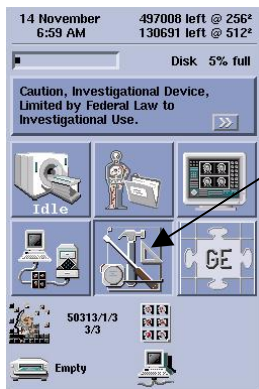 14 November 497008 left @ 256²
6:59 AM 130691 left @ 512²
Disk 5% full
Caution, Investigational Device,
Limited by Federal Law to
Investigational Use.
>>
Idle
GE
50313/1/3
3/3
Empty